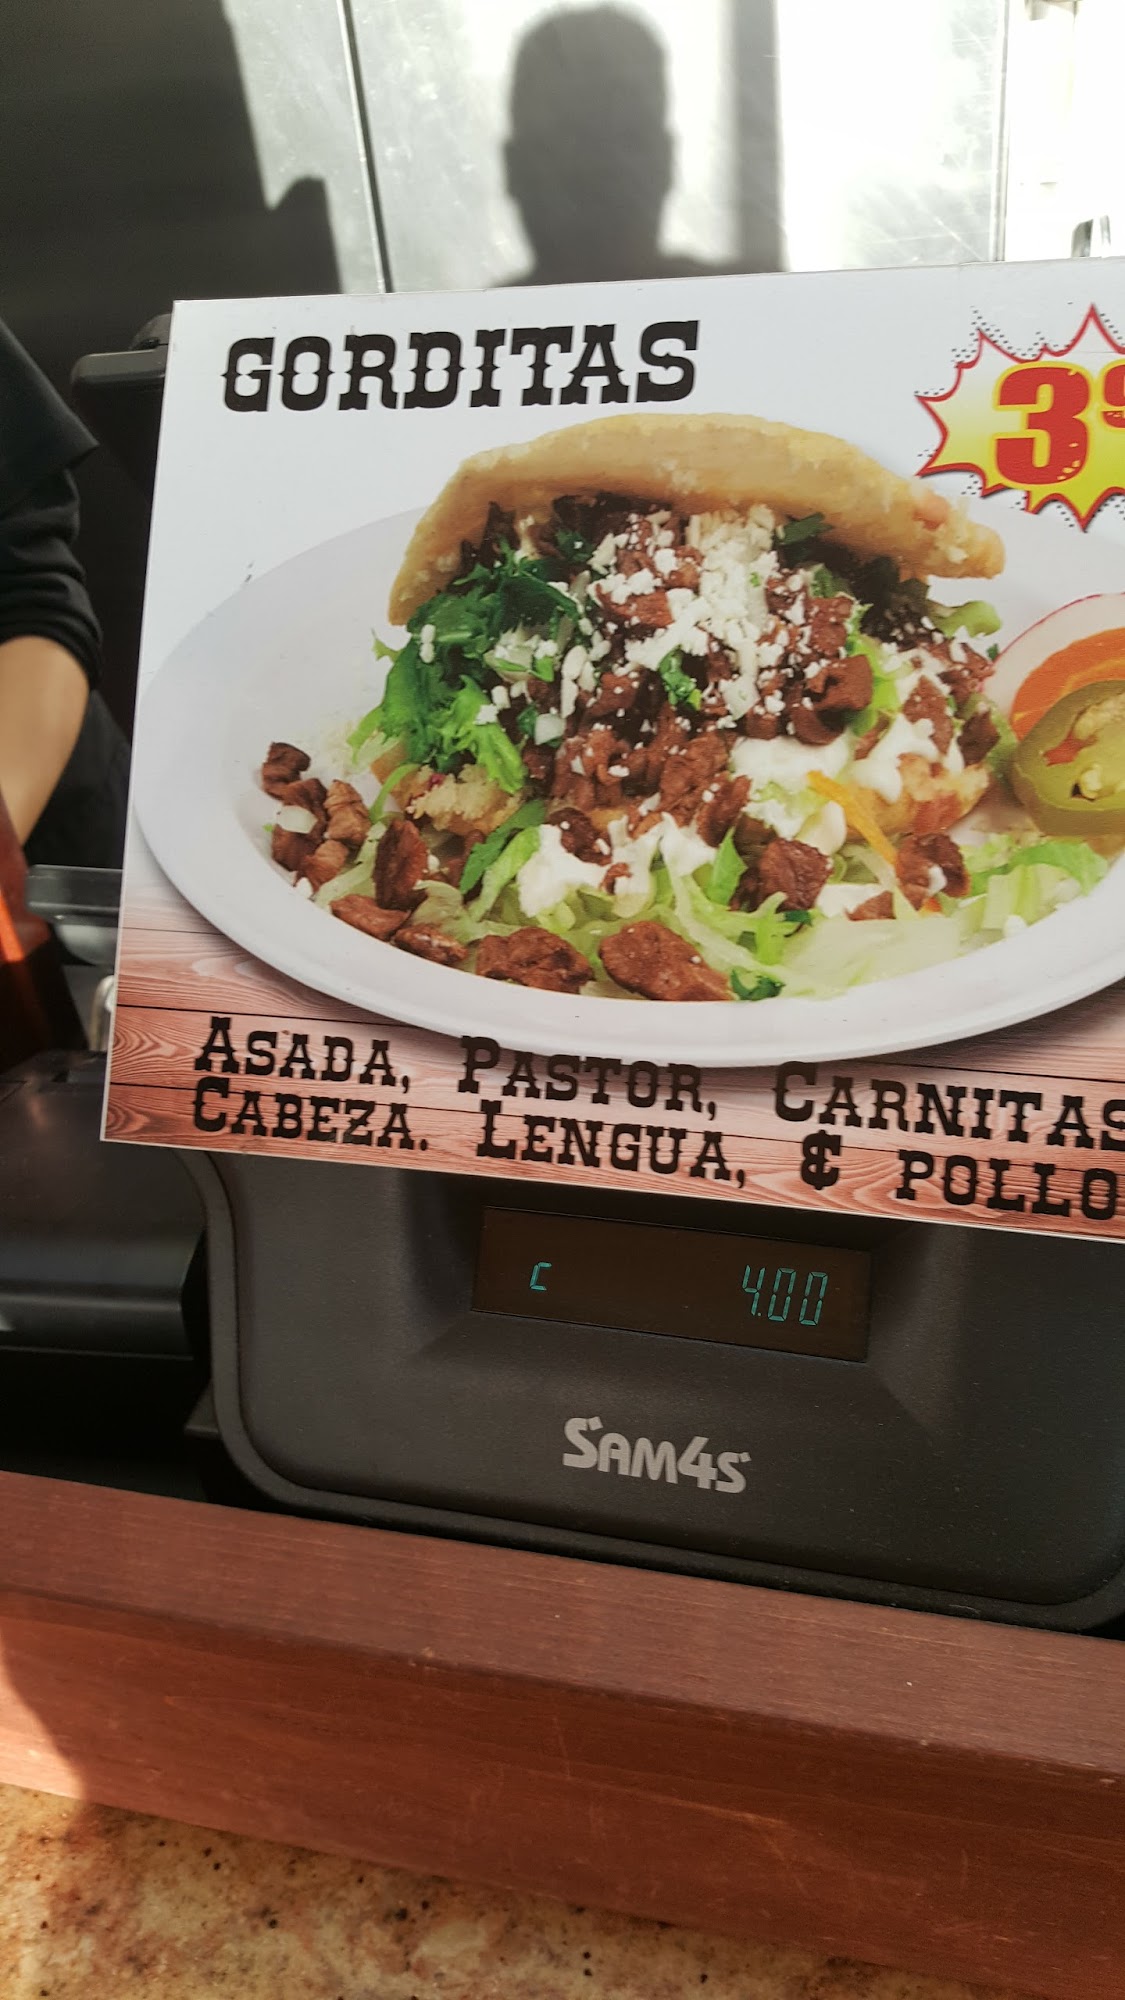 GORDITAS
3
ASADA, PASTOR, CARNITAS
CABEZA. LENGUA, & POLLO
C 4.00
SAM4S